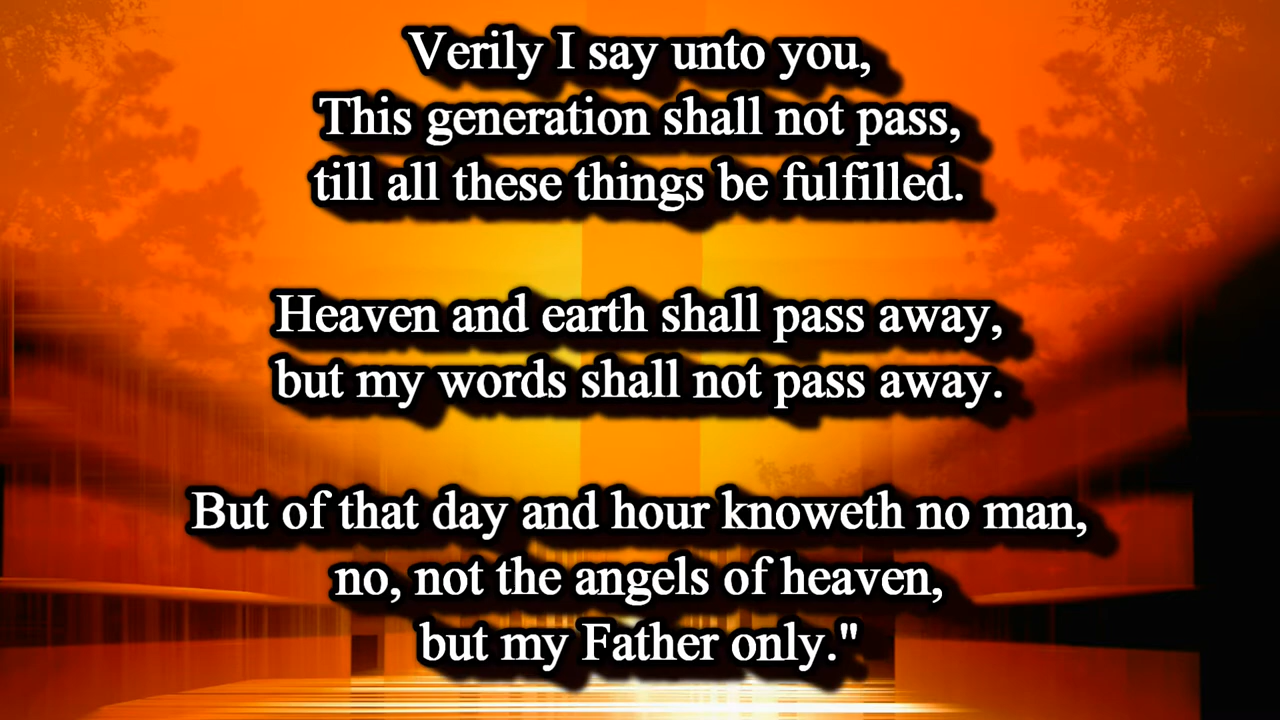 Verily I say unto you,
This generation shall not pass,
till all these things be fulfilled.
Heaven and earth shall pass away,
but my words shall not pass away.
But of that day and hour knoweth no man,
no, not the angels of heaven,
but my Father only."